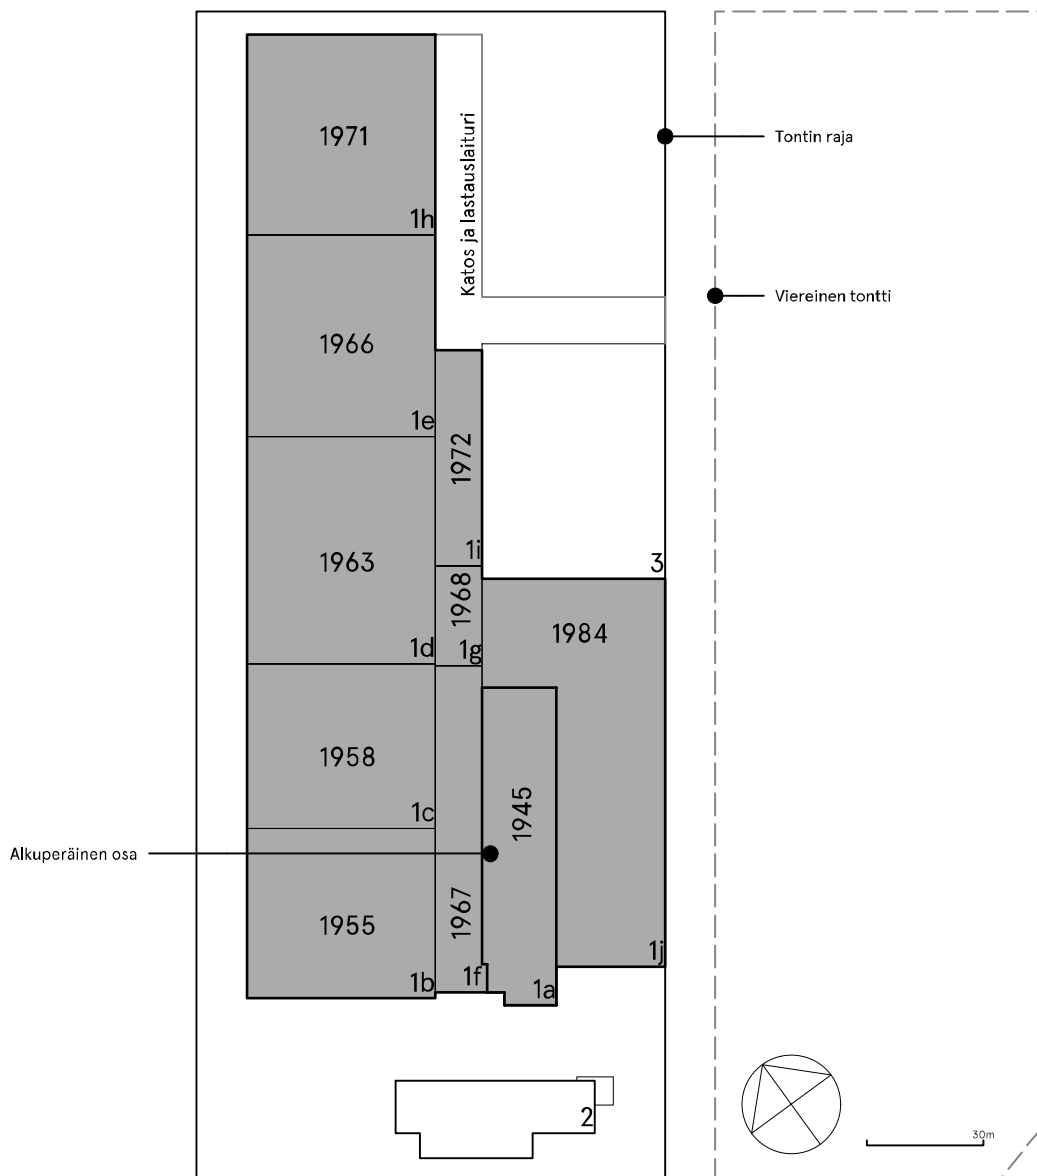 1971
1h
Katos ja lastauslaituri
Tontin raja
Viereinen tontti
1966
1e
1972
1i
1963
1d
1968
1g
3
1984
1j
1958
1c
1945
1a
Alkuperäinen osa
1955
1b
1967
1f
2
30m